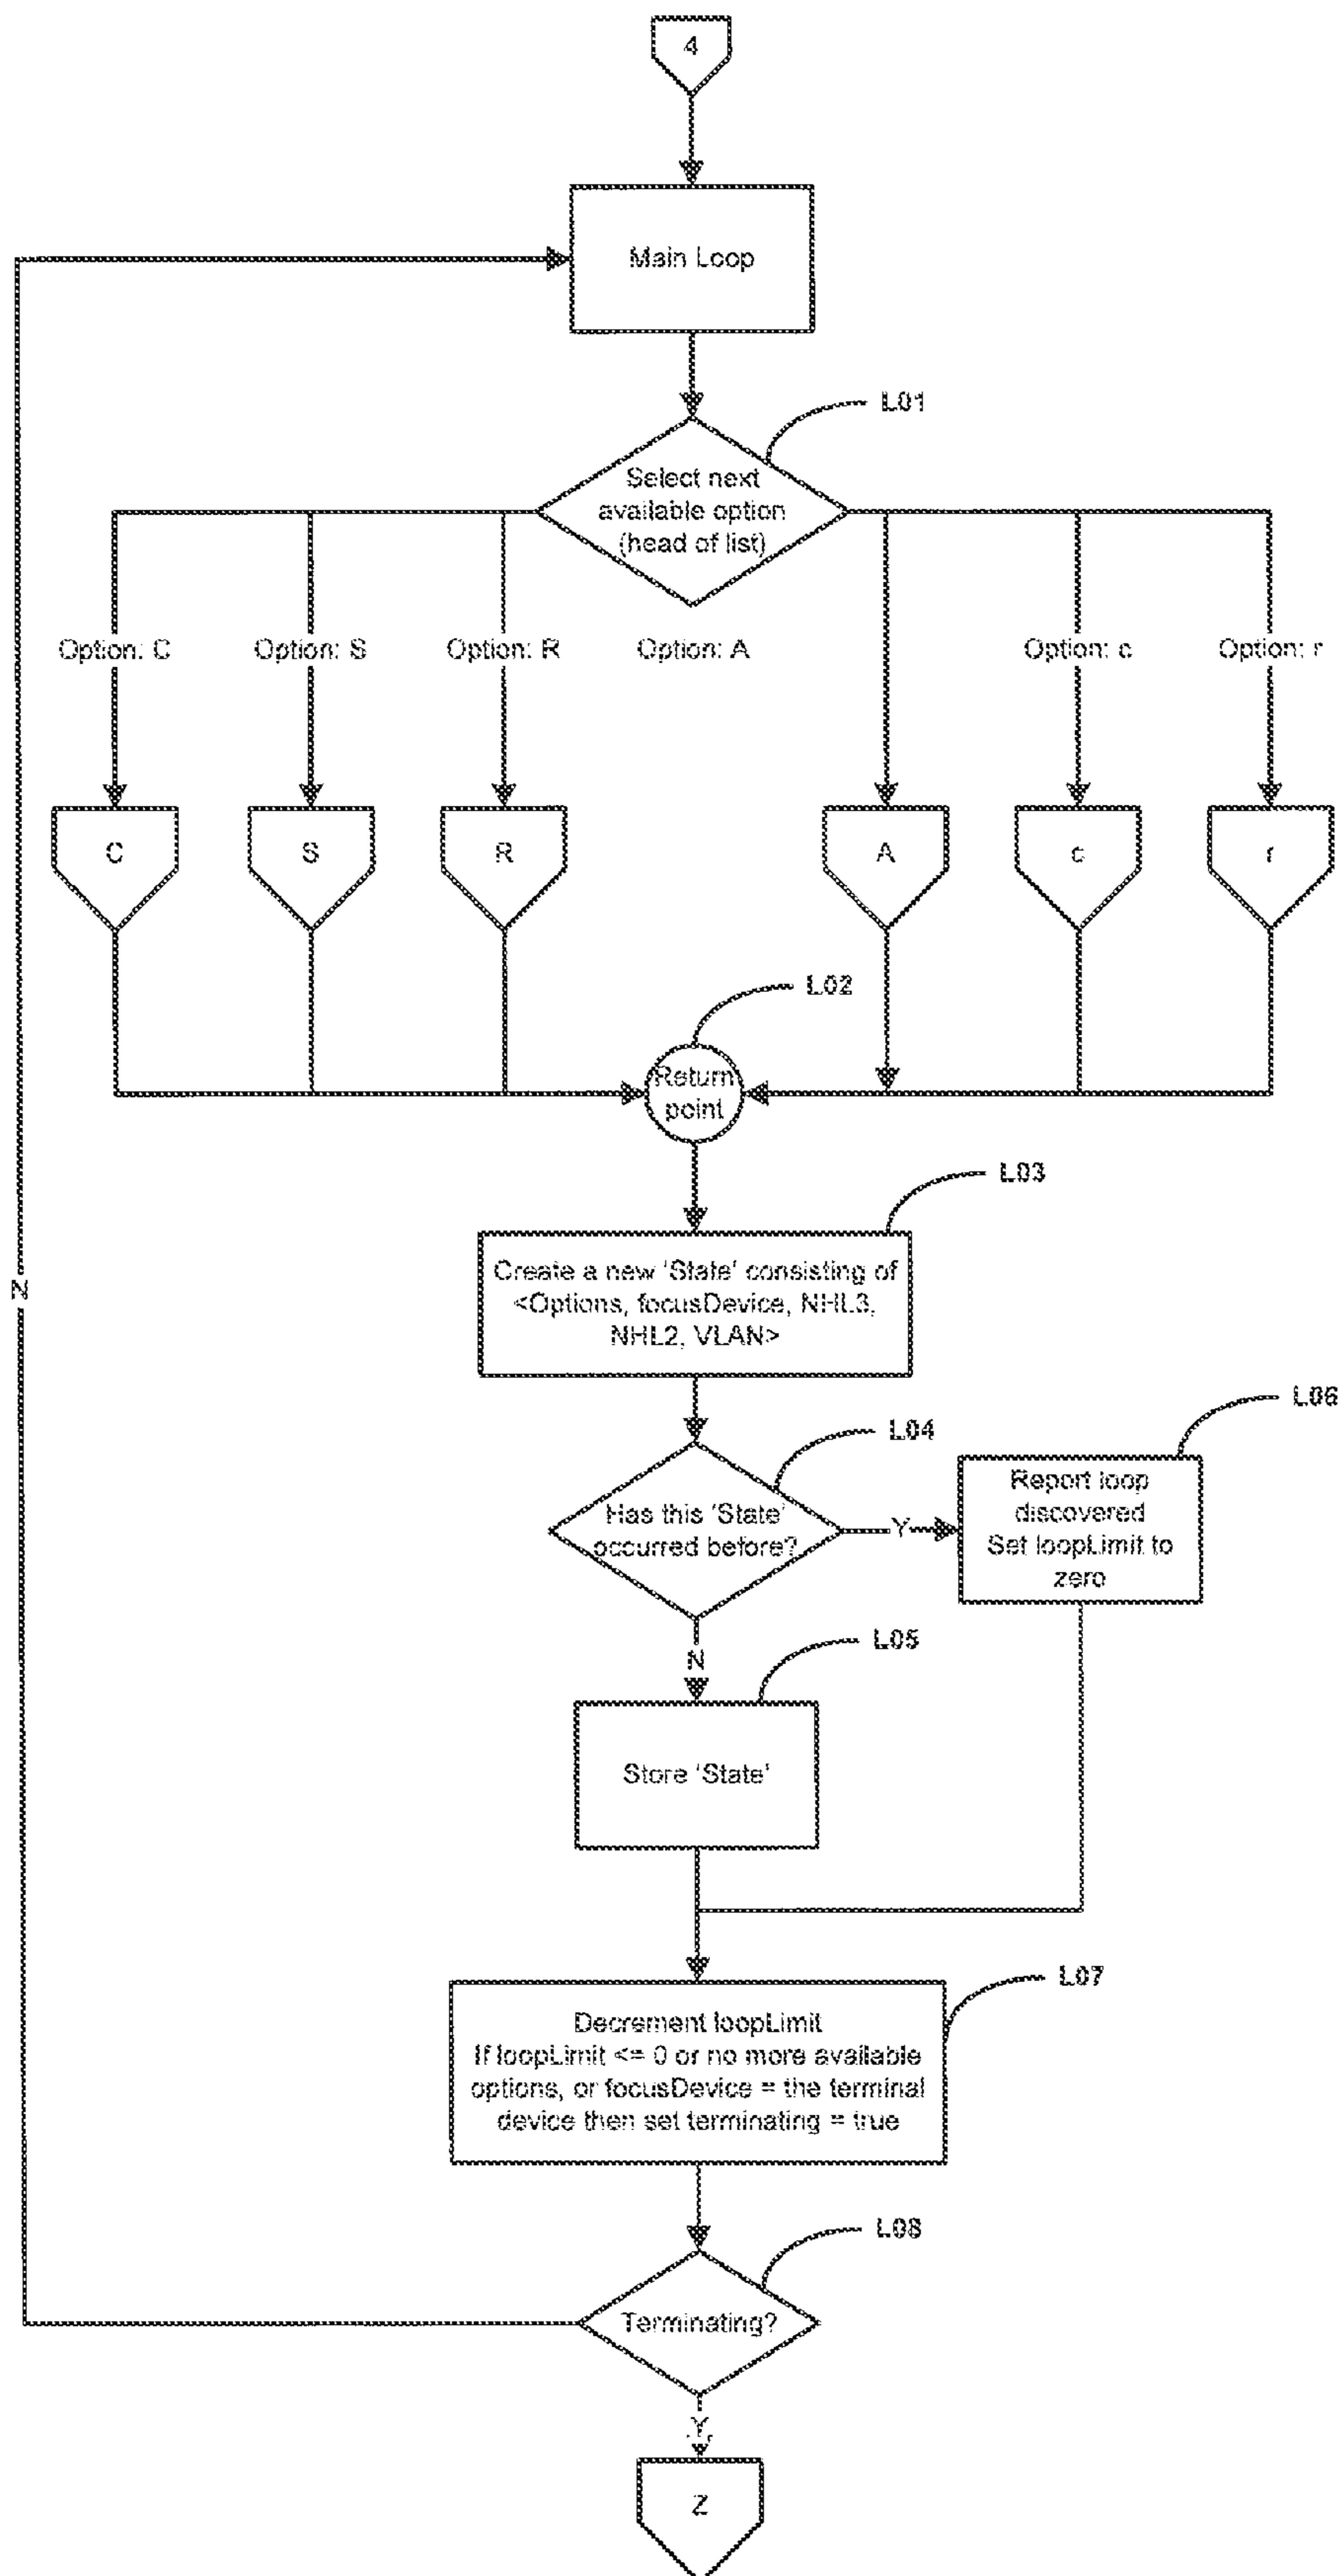 4
Main Loop
L01
Select next
available option
(head of list)
Option: C
Option: S
Option: R
Option: A
Option: c
Option: r
C
S
R
A
c
r
L02
Return
point
L03
Create a new 'State' consisting of
<Options, focusDevice, NHL3,
NHL2, VLAN>
N
L04
L06
Has this 'State'
occurred before?
Y
Report loop
discovered
Set loopLimit to
zero
N
L05
Store 'State'
L07
Decrement loopLimit
If loopLimit <= 0 or no more available
options, or focusDevice = the terminal
device then set terminating = true
L08
Terminating?
Y
Z